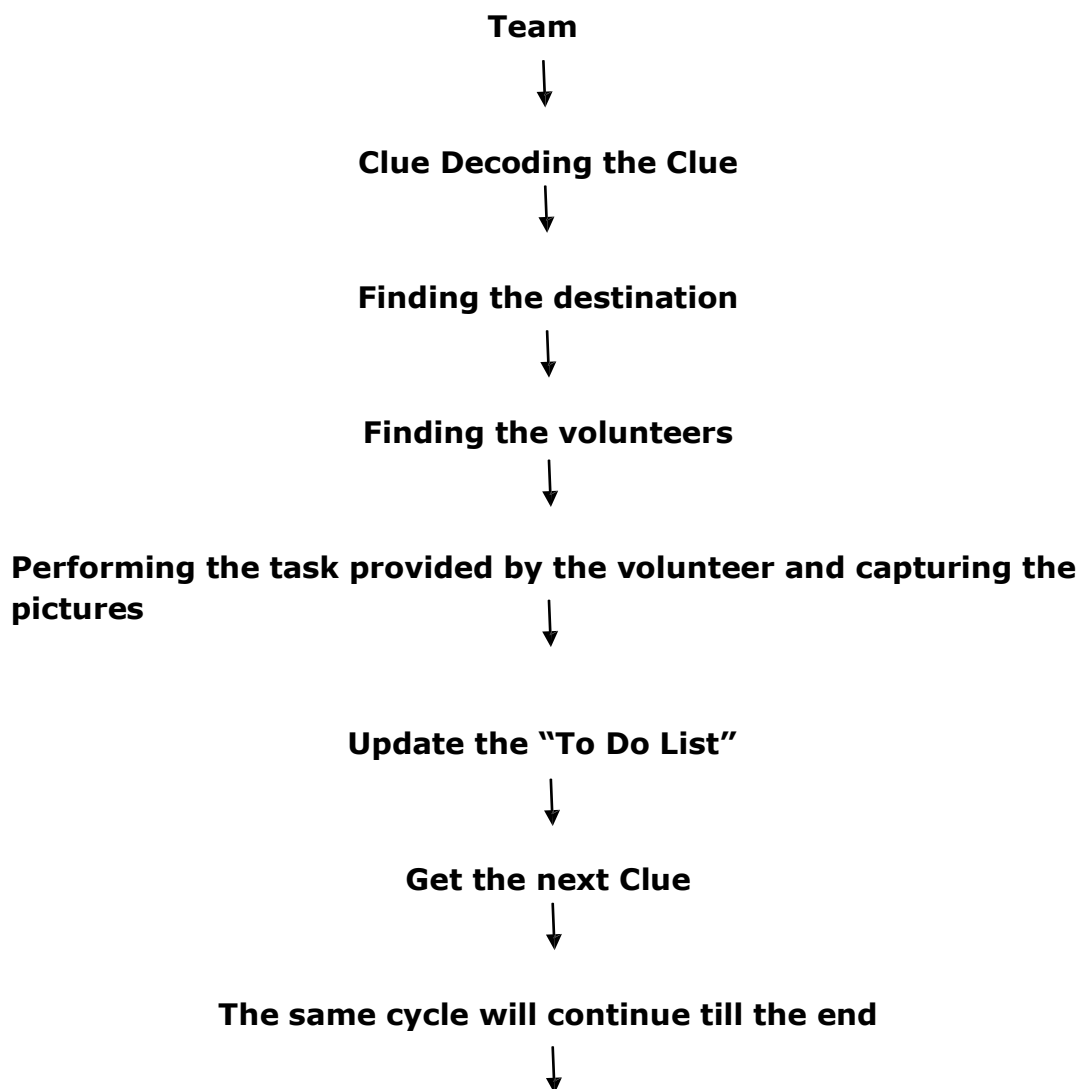 Team
Clue Decoding the Clue
Finding the destination
Finding the volunteers
Performing the task provided by the volunteer and capturing the
pictures
Update the “To Do List”
Get the next Clue
The same cycle will continue till the end